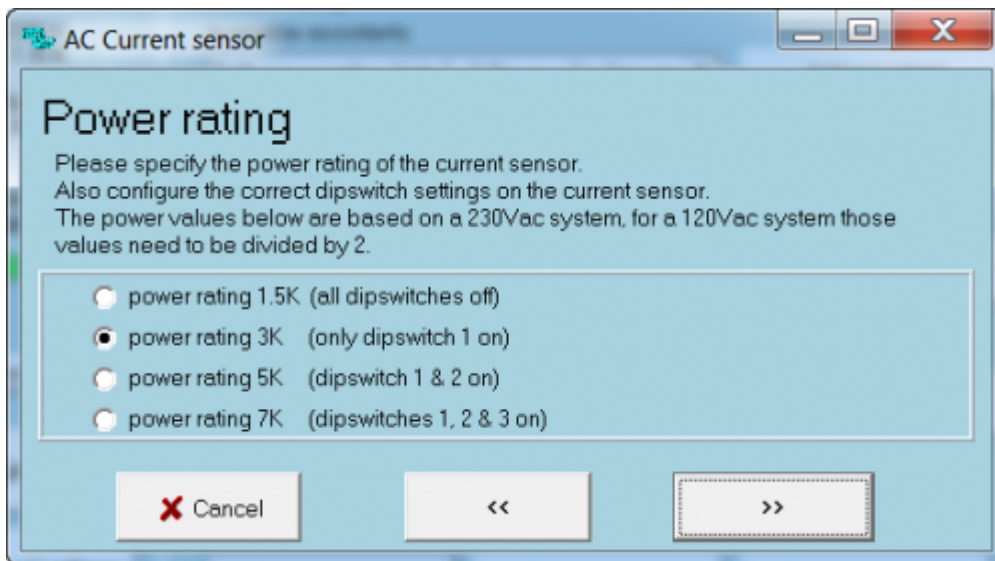 AC Current sensor
Power rating
Please specify the power rating of the current sensor.
Also configure the correct dipswitch settings on the current sensor.
The power values below are based on a 230Vac system, for a 120Vac system those
values need to be divided by 2.
power rating 1.5K (all dipswitches off)
power rating 3K (only dipswitch 1 on)
power rating 5K (dipswitch 1 & 2 on)
power rating 7K (dipswitches 1, 2 & 3 on)
Cancel << >>